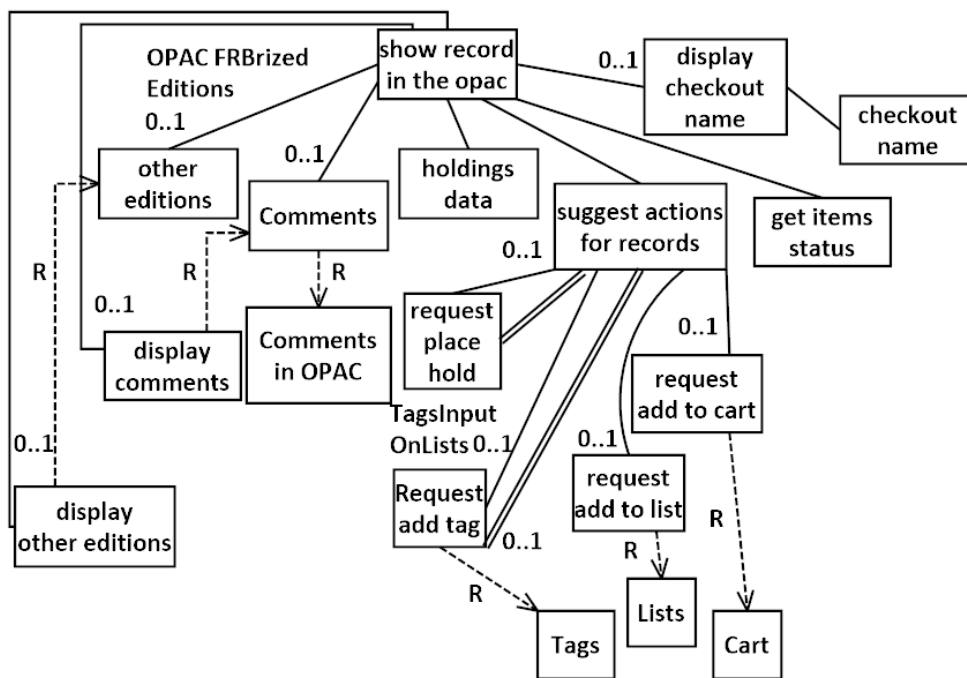 show record
in the opac
OPAC FRBrized
Editions
0..1
display
checkout
name
checkout
name
0..1
other
editions
0..1
Comments
holdings
data
suggest actions
for records
get items
status
R
R
R
0..1
0..1
display
comments
Comments
in OPAC
request
place
hold
0..1
request
add to cart
TagsInput
OnLists
0..1
0..1
0..1
display
other editions
Request
add tag
0..1
request
add to list
R
R
R
Tags
Lists
Cart